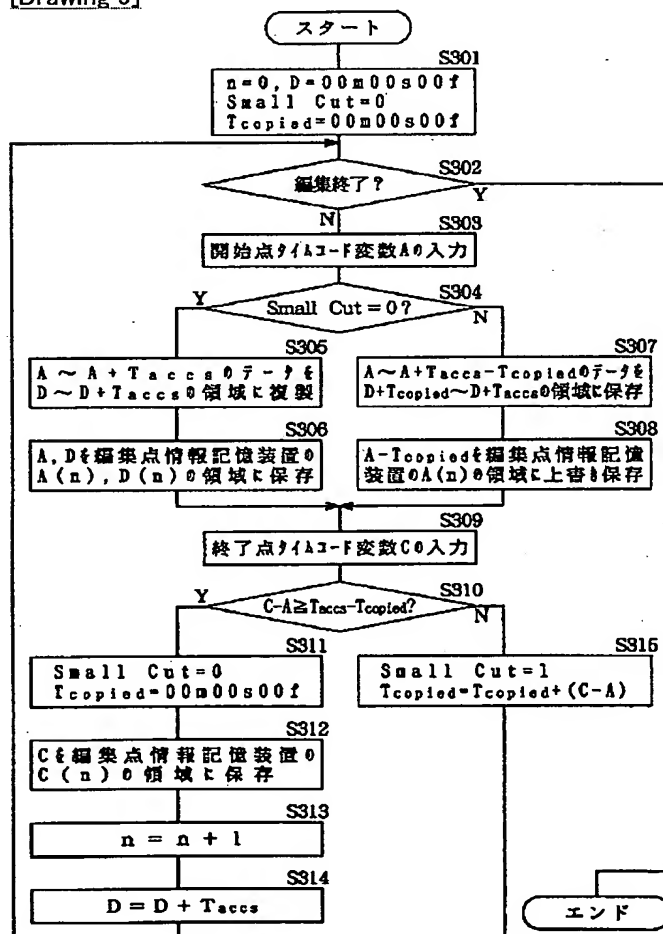 スタート
S301
n=0, D=00m00s00f
Small Cut=0
Tcopied=00m00s00f
S302
編集終了?
Y
N
S303
開始点タイムコード変数Aの入力
S304
Y
Small Cut=0?
N
S305
A~A+Taccsのデータを
D~D+Taccsの領域に複製
S307
A~A+Taccs-Tcopiedのデータを
D+Tcopied~D+Taccsの領域に保存
S306
A,Dを編集点情報記憶装置の
A(n),D(n)の領域に保存
S308
A-Tcopiedを編集点情報記憶
装置のA(n)の領域に上書き保存
S309
終了点タイムコード変数Cの入力
S310
Y
C-A≧Taccs-Tcopied?
N
S311
Small Cut=0
Tcopied=00m00s00f
S315
Small Cut=1
Tcopied=Tcopied+(C-A)
S312
Cを編集点情報記憶装置の
C(n)の領域に保存
S313
n=n+1
S314
D=D+Taccs
エンド